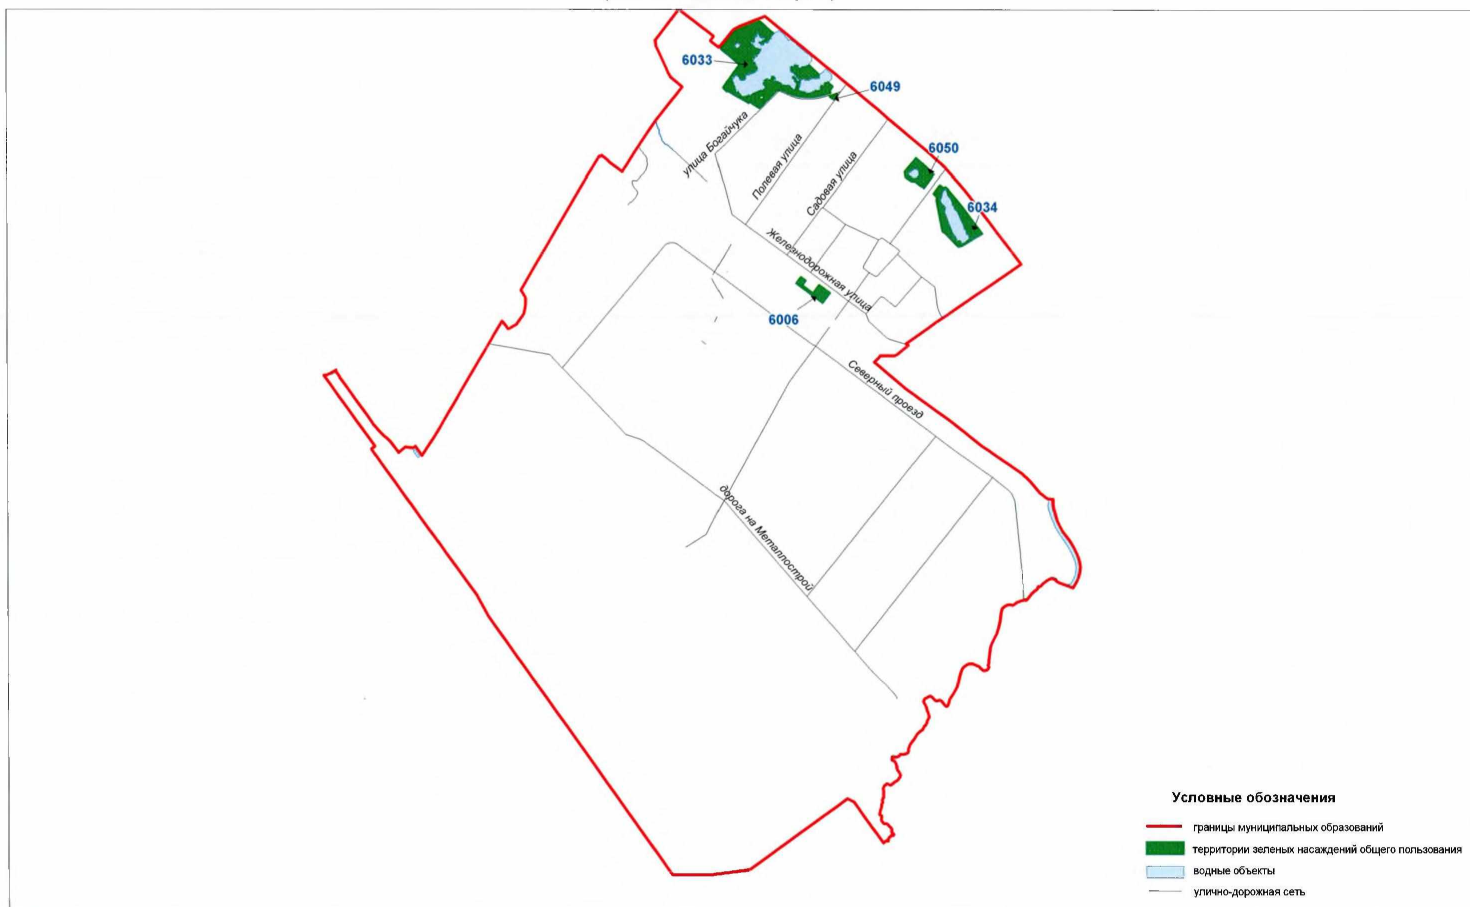 6033
6049
улица Богайчука
Полевая улица
6050
Садовая улица
6034
Железнодорожная улица
6006
Северный проезд
дорога на Металлострой
Условные обозначения
границы муниципальных образований
территории зеленых насаждений общего пользования
водные объекты
улично-дорожная сеть